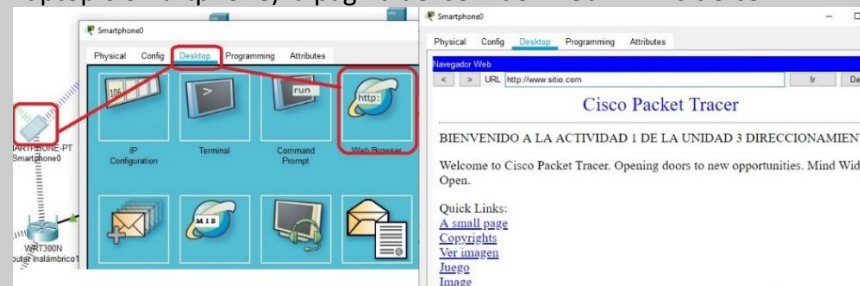 Smartphone0
Physical Config Desktop Programming Attributes
106
run
http:
IP
Configuration
Terminal
Command
Prompt
Web Browser
MIB
Smartphone0
WRT300N
Smartphone0
Physical Config Desktop Programming Attributes
Navegador Web
< > URL http://www.sitio.com Ir
Cisco Packet Tracer
BIENVENIDO A LA ACTIVIDAD 1 DE LA UNIDAD 3
Welcome to Cisco Packet Tracer. Opening doors to new opportunities. Mind
Open.
Quick Links:
A small page
Copyrights
Ver imagen
Juego
Image